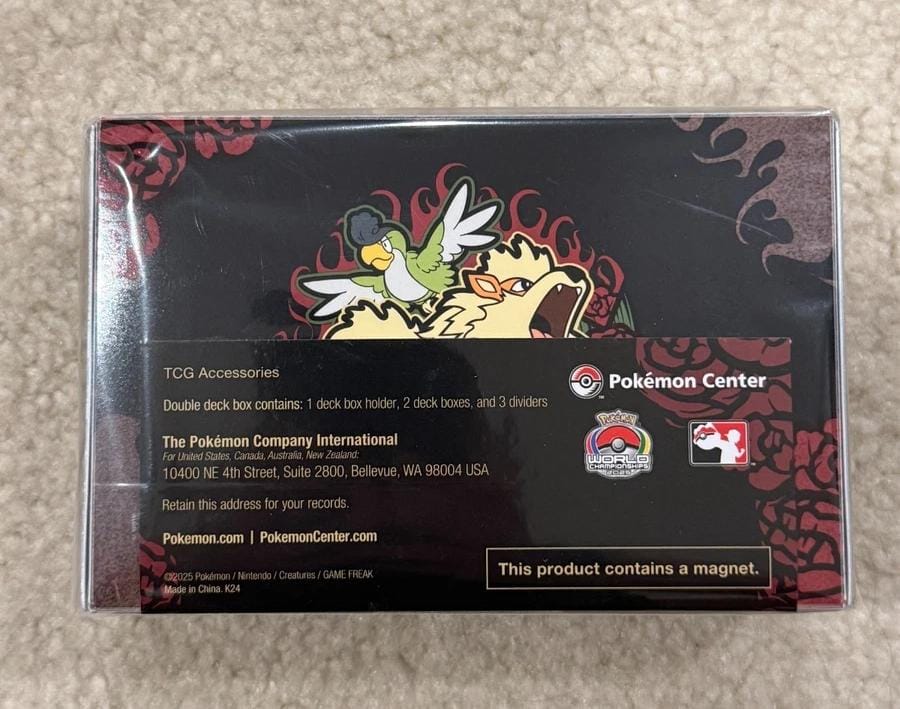 TCG Accessories
Pokémon Center
Double deck box contains: 1 deck box holder, 2 deck boxes, and 3 dividers
The Pokémon Company International
For United States, Canada, Australia, New Zealand:
10400 NE 4th Street, Suite 2800, Bellevue, WA 98004 USA
Pokémon
WORLD
CHAMPIONSHIPS
2025
Retain this address for your records.
Pokemon.com | PokemonCenter.com
This product contains a magnet.
©2025 Pokémon / Nintendo / Creatures / GAME FREAK
Made in China. K24